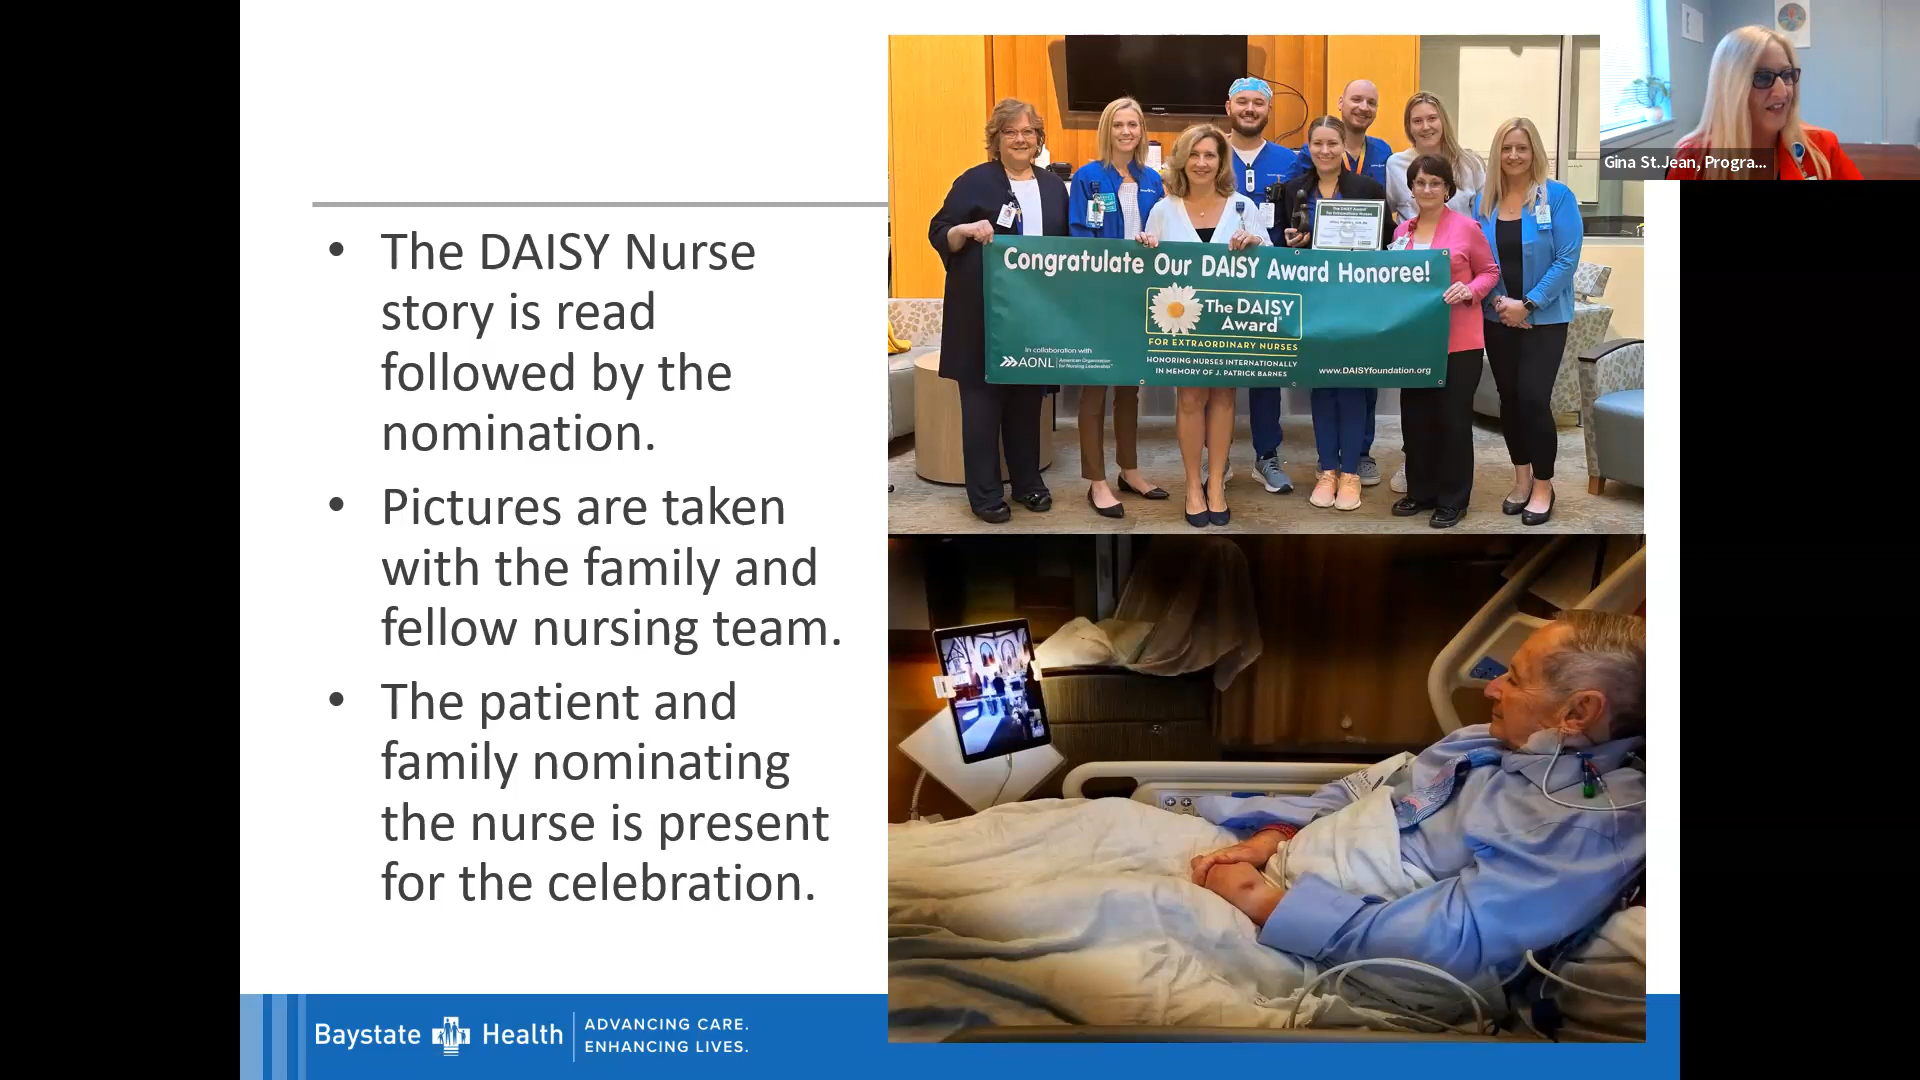 • The DAISY Nurse
story is read
followed by the
nomination.
• Pictures are taken
with the family and
fellow nursing team.
• The patient and
family nominating
the nurse is present
for the celebration.
Gina St.Jean, Progra...
The DAISY Award
Congratulate Our DAISY Award Honoree!
The DAISY
Award
FOR EXTRAORDINARY NURSES
HONORING NURSES INTERNATIONALLY
IN MEMORY OF J. PATRICK BARNES
In collaboration with
AONL American Organization
for Nursing Leadership
www.DAISYfoundation.org
Baystate Health
ADVANCING CARE.
ENHANCING LIVES.